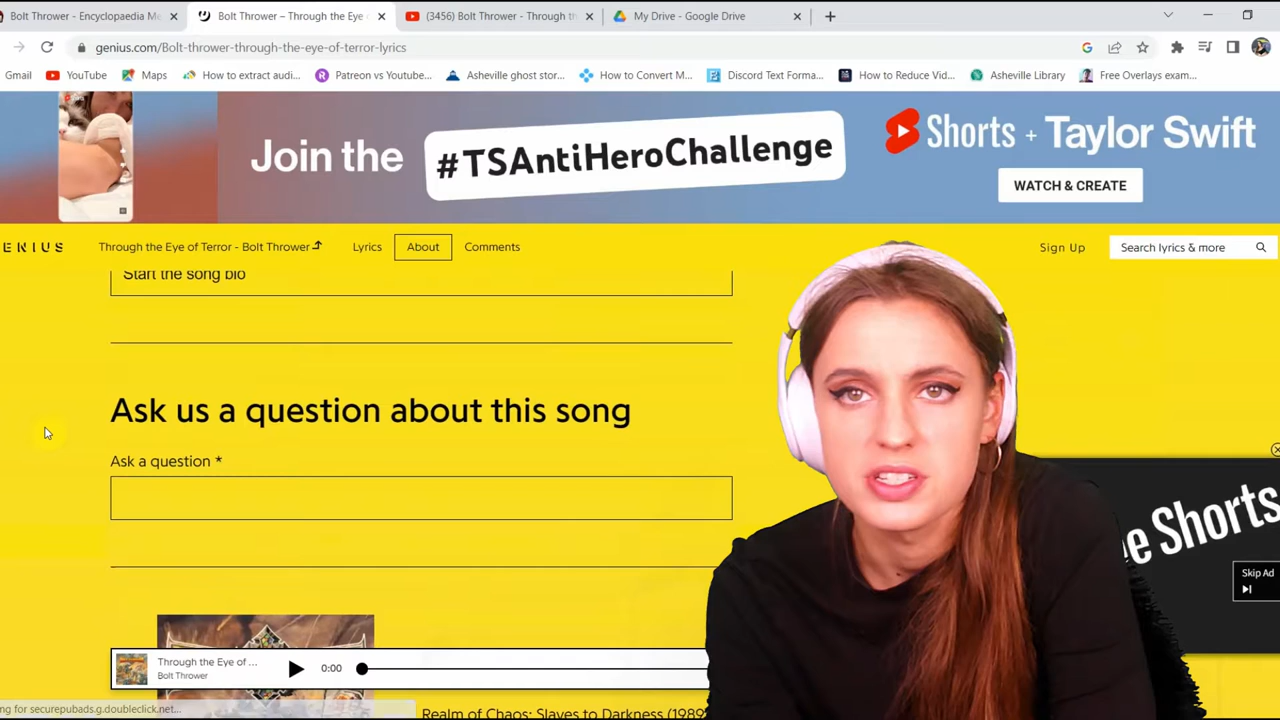 Bolt Thrower - Encyclopaedia Me
Bolt Thrower – Through the Eye o
(3456) Bolt Thrower - Through th
My Drive - Google Drive
genius.com/Bolt-thrower-through-the-eye-of-terror-lyrics
Gmail
YouTube
Maps
How to extract audi...
Patreon vs Youtube...
Asheville ghost stor...
How to Convert M...
Discord Text Forma...
How to Reduce Vid...
Asheville Library
Free Overlays exam...
Join the #TSAntiHeroChallenge
Shorts + Taylor Swift
WATCH & CREATE
ENIUS
Through the Eye of Terror - Bolt Thrower
Lyrics
About
Comments
Sign Up
Search lyrics & more
Start the song bio
Ask us a question about this song
Ask a question *
e Shorts
Skip Ad
Through the Eye of ...
Bolt Thrower
0:00
ng for securepubads.g.doubleclick.net...
Realm of Chaos: Slaves to Darkness (1989